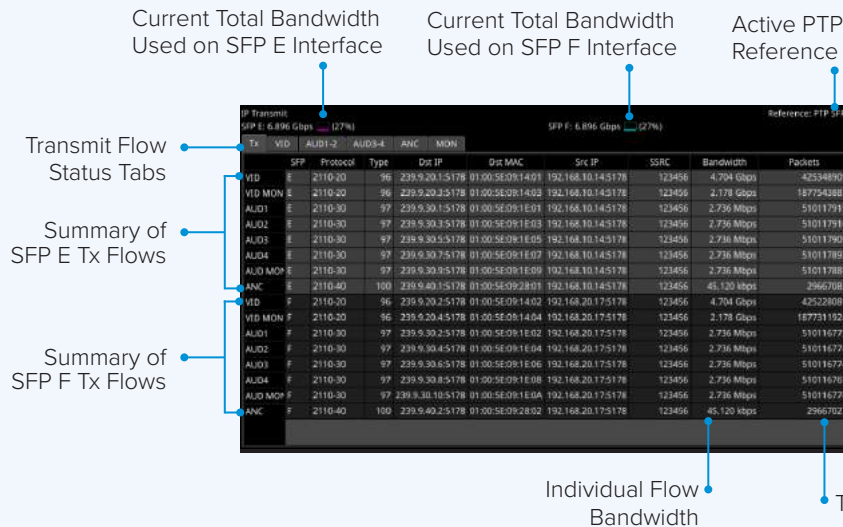 Current Total Bandwidth
Used on SFP E Interface
Current Total Bandwidth
Used on SFP F Interface
Active PTP
Reference
IP Transmit
SFP E: 6.896 Gbps (27%)
SFP F: 6.896 Gbps (27%)
Reference: PTP
Tx VID AUD1-2 AUD3-4 ANC MON
SFP Protocol Type Dst IP Dst MAC Src IP SSRC Bandwidth Packets
VID E 2110-20 96 239.9.20.1:5178 01:00:5E:09:14:01 192.168.10.14:5178 123456 4.704 Gbps 42534890
VID MON E 2110-20 96 239.9.20.3:5178 01:00:5E:09:14:03 192.168.10.14:5178 123456 2.178 Gbps 187754388
AUD1 E 2110-30 97 239.9.30.1:5178 01:00:5E:09:1E:01 192.168.10.14:5178 123456 2.736 Mbps 51011791
AUD2 E 2110-30 97 239.9.30.3:5178 01:00:5E:09:1E:03 192.168.10.14:5178 123456 2.736 Mbps 51011791
AUD3 E 2110-30 97 239.9.30.5:5178 01:00:5E:09:1E:05 192.168.10.14:5178 123456 2.736 Mbps 51011790
AUD4 E 2110-30 97 239.9.30.7:5178 01:00:5E:09:1E:07 192.168.10.14:5178 123456 2.736 Mbps 51011789
AUD MON E 2110-30 97 239.9.30.9:5178 01:00:5E:09:1E:09 192.168.10.14:5178 123456 2.736 Mbps 51011788
ANC E 2110-40 100 239.9.40.1:5178 01:00:5E:09:28:01 192.168.10.14:5178 123456 45.120 kbps 2966708
VID F 2110-20 96 239.9.20.2:5178 01:00:5E:09:14:02 192.168.20.17:5178 123456 4.704 Gbps 42522808
VID MON F 2110-20 96 239.9.20.4:5178 01:00:5E:09:14:04 192.168.20.17:5178 123456 2.178 Gbps 187731192
AUD1 F 2110-30 97 239.9.30.2:5178 01:00:5E:09:1E:02 192.168.20.17:5178 123456 2.736 Mbps 51011677
AUD2 F 2110-30 97 239.9.30.4:5178 01:00:5E:09:1E:04 192.168.20.17:5178 123456 2.736 Mbps 51011677
AUD3 F 2110-30 97 239.9.30.6:5178 01:00:5E:09:1E:06 192.168.20.17:5178 123456 2.736 Mbps 51011677
AUD4 F 2110-30 97 239.9.30.8:5178 01:00:5E:09:1E:08 192.168.20.17:5178 123456 2.736 Mbps 51011676
AUD MON F 2110-30 97 239.9.30.10:5178 01:00:5E:09:1E:0A 192.168.20.17:5178 123456 2.736 Mbps 51011677
ANC F 2110-40 100 239.9.40.2:5178 01:00:5E:09:28:02 192.168.20.17:5178 123456 45.120 kbps 2966702
Transmit Flow
Status Tabs
Summary of
SFP E Tx Flows
Summary of
SFP F Tx Flows
Individual Flow
Bandwidth